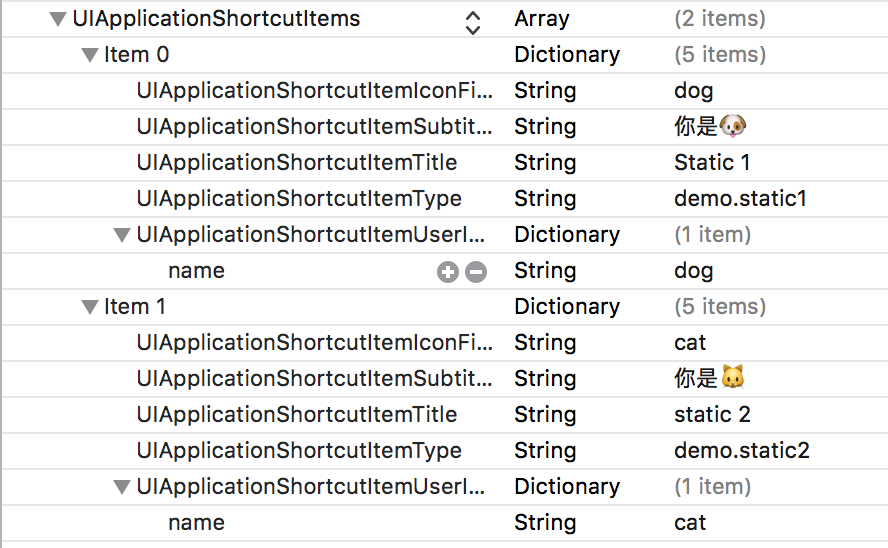 UIApplicationShortcutItems Array (2 items)
Item 0 Dictionary (5 items)
UIApplicationShortcutItemIconFi... String dog
UIApplicationShortcutItemSubtit... String 你是🐶
UIApplicationShortcutItemTitle String Static 1
UIApplicationShortcutItemType String demo.static1
UIApplicationShortcutItemUserI... Dictionary (1 item)
name String dog
Item 1 Dictionary (5 items)
UIApplicationShortcutItemIconFi... String cat
UIApplicationShortcutItemSubtit... String 你是🐱
UIApplicationShortcutItemTitle String static 2
UIApplicationShortcutItemType String demo.static2
UIApplicationShortcutItemUserI... Dictionary (1 item)
name String cat